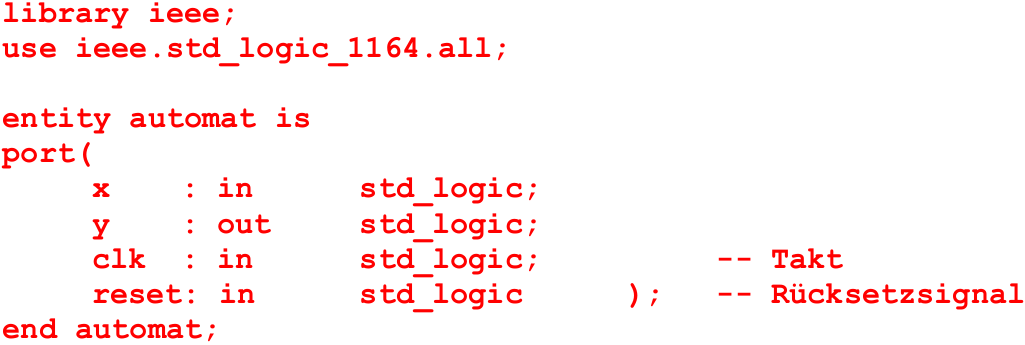 library ieee;
use ieee.std_logic_1164.all;

entity automat is
port(
     x    : in      std_logic;
     y    : out     std_logic;
     clk  : in      std_logic;          -- Takt
     reset: in      std_logic      );   -- Rücksetzsignal
end automat;